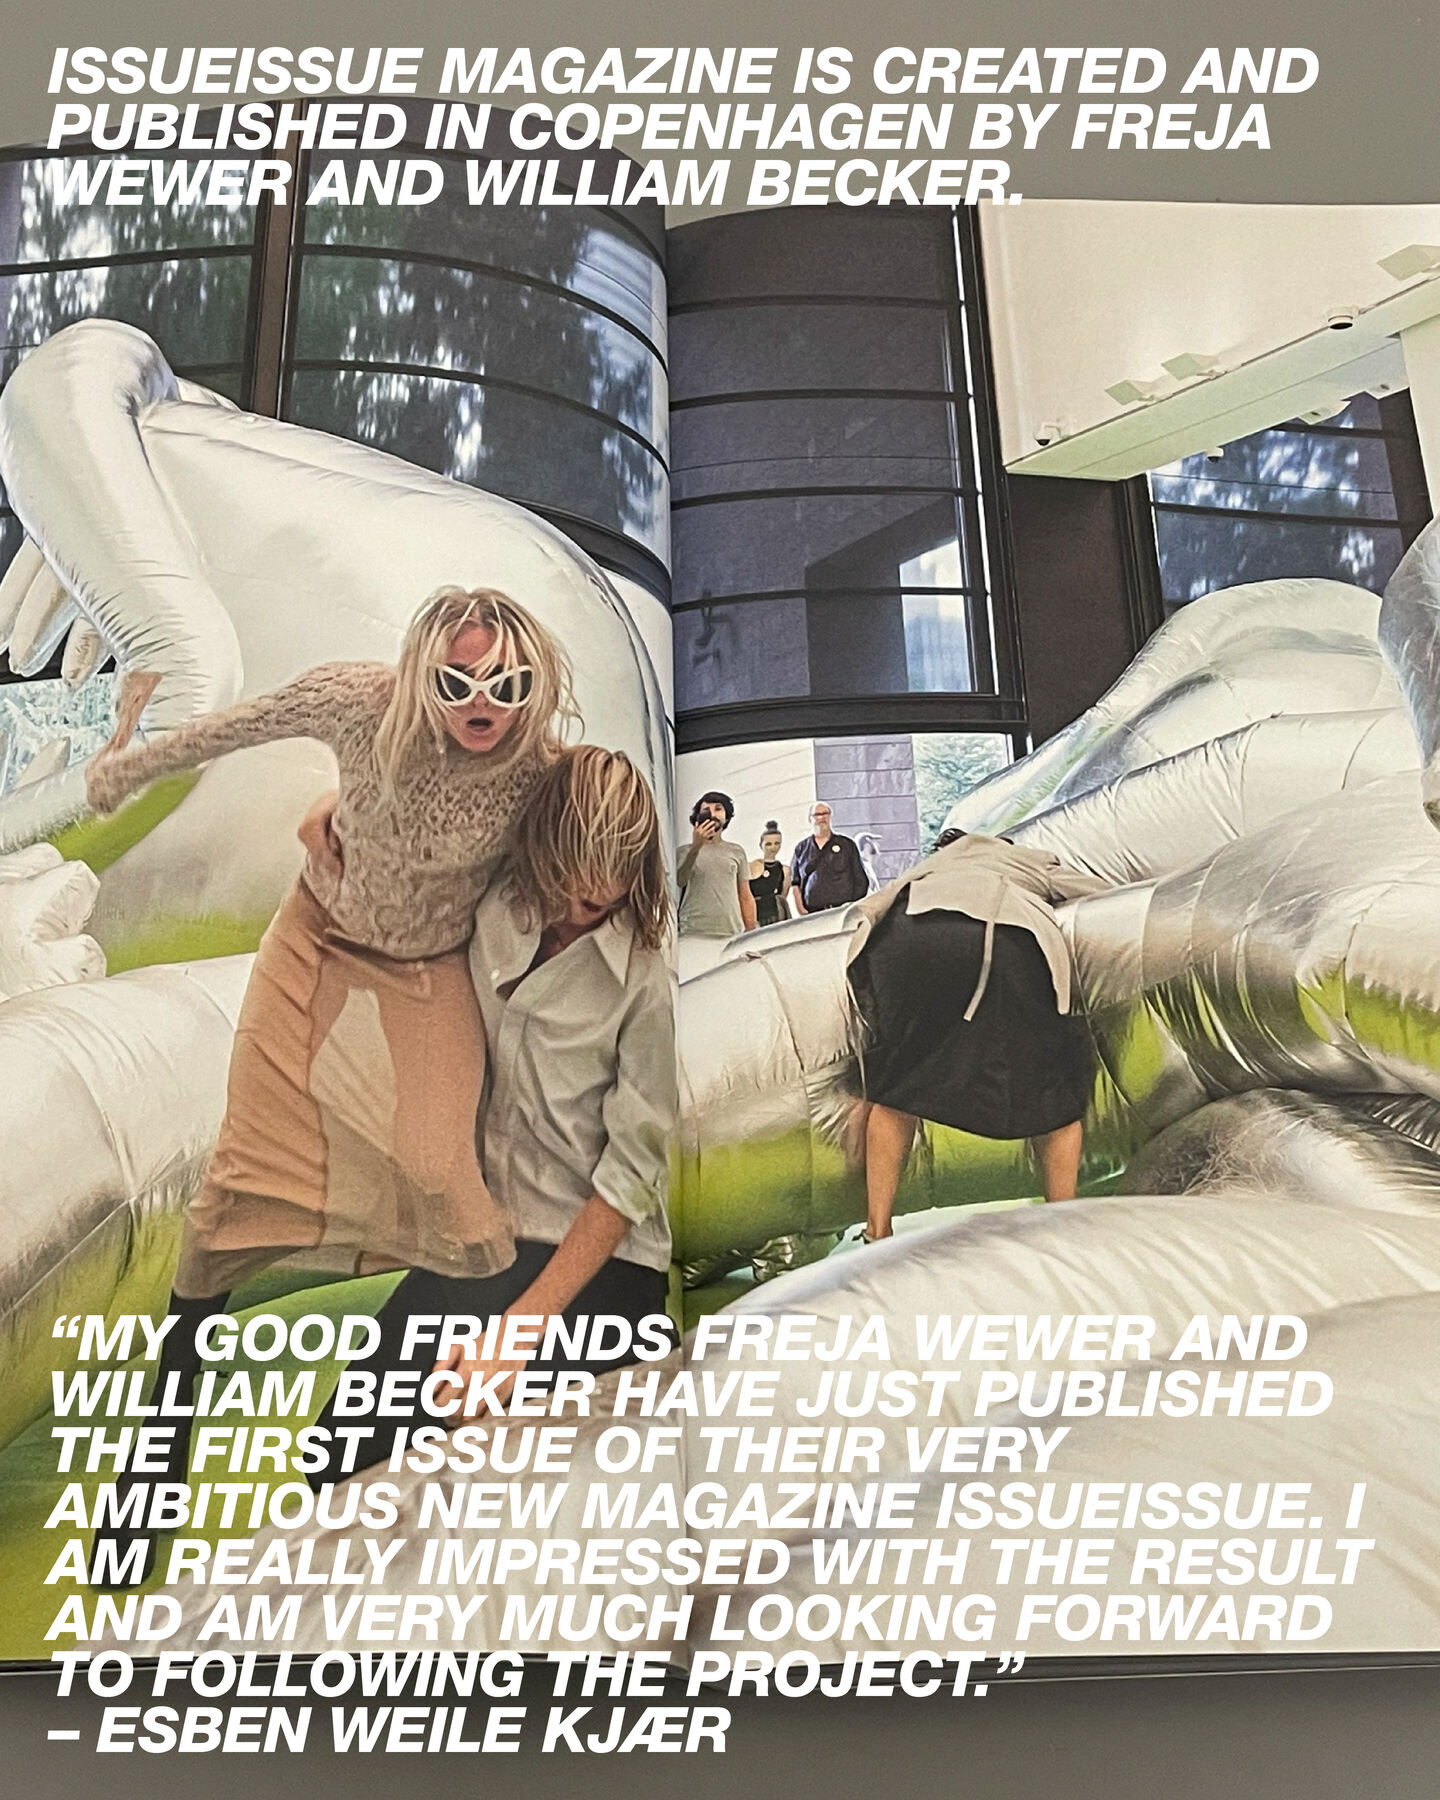 ISSUEISSUE MAGAZINE IS CREATED AND
PUBLISHED IN COPENHAGEN BY FREJA
WEWER AND WILLIAM BECKER.
“MY GOOD FRIENDS FREJA WEWER AND
WILLIAM BECKER HAVE JUST PUBLISHED
THE FIRST ISSUE OF THEIR VERY
AMBITIOUS NEW MAGAZINE ISSUEISSUE. I
AM REALLY IMPRESSED WITH THE RESULT
AND AM VERY MUCH LOOKING FORWARD
TO FOLLOWING THE PROJECT.”
– ESBEN WEILE KJÆR